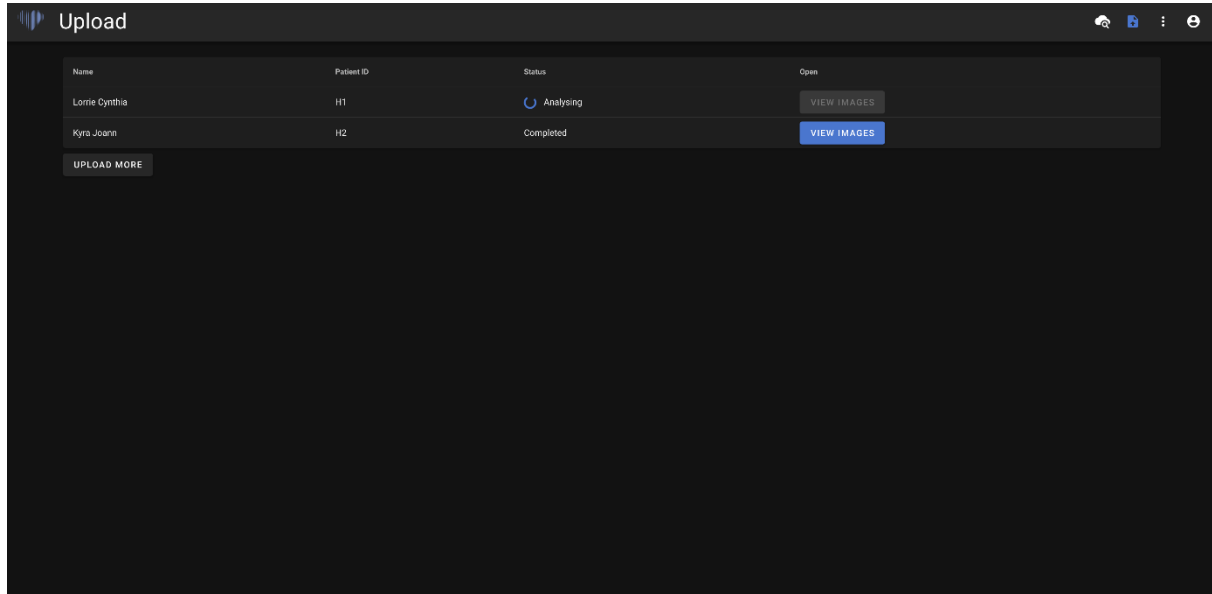 Upload
Name Patient ID Status Open
Lorrie Cynthia H1 Analysing VIEW IMAGES
Kyra Joann H2 Completed VIEW IMAGES
UPLOAD MORE